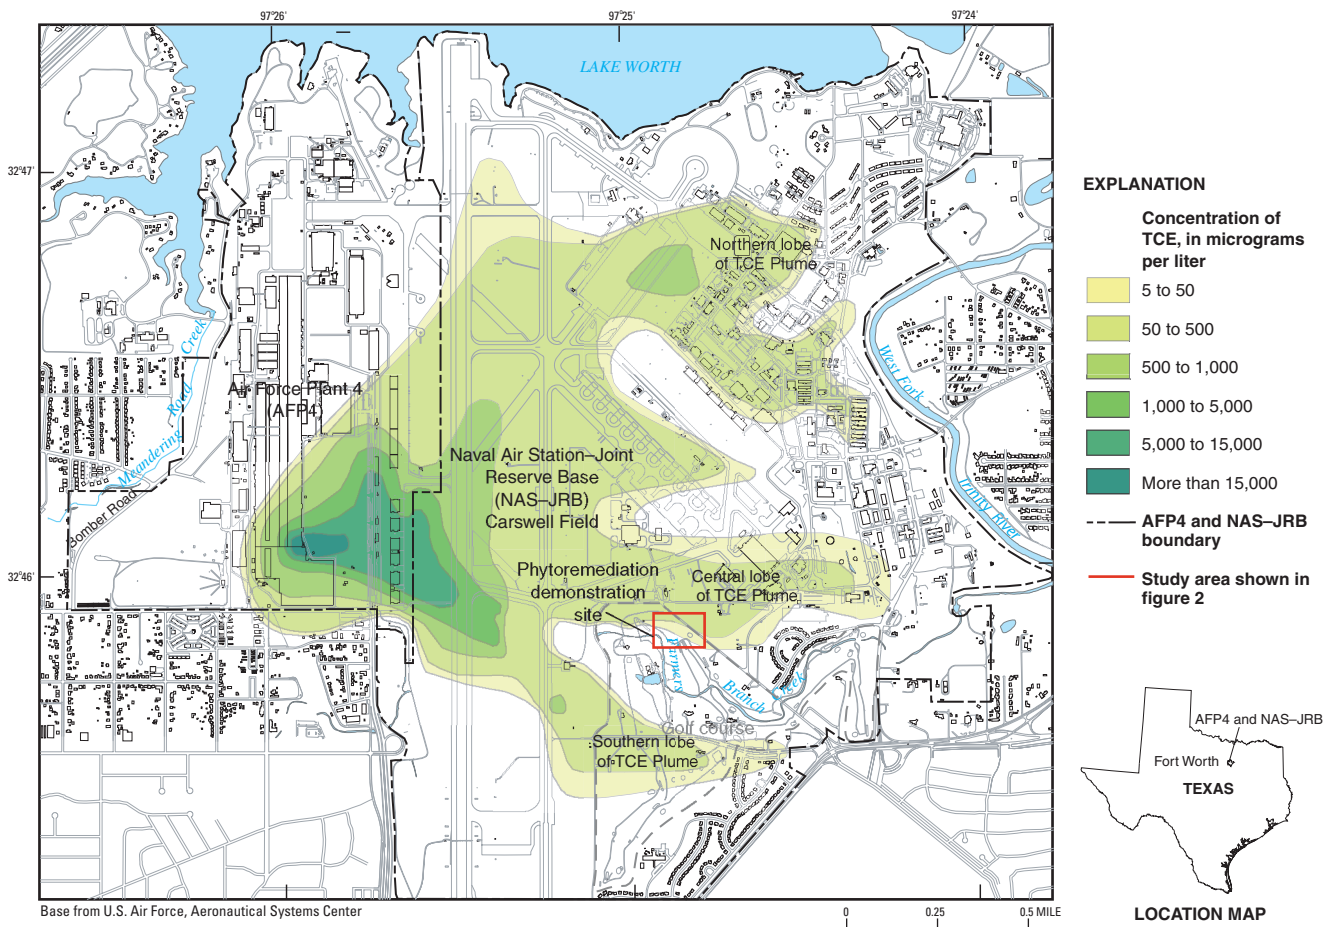 97°26'
97°25'
97°24'
LAKE WORTH
32°47'
Northern lobe
of TCE Plume
Meandering Road Creek
Air Force Plant 4
(AFP4)
West Fork
Trinity River
Naval Air Station–Joint
Reserve Base
(NAS–JRB)
Carswell Field
Bomber Road
32°46'
Phytoremediation
demonstration
site
Central lobe
of TCE Plume
Farmers Branch Creek
Golf course
Southern lobe
of TCE Plume
Base from U.S. Air Force, Aeronautical Systems Center
0 0.25 0.5 MILE
EXPLANATION
Concentration of
TCE, in micrograms
per liter
5 to 50
50 to 500
500 to 1,000
1,000 to 5,000
5,000 to 15,000
More than 15,000
AFP4 and NAS–JRB
boundary
Study area shown in
figure 2
AFP4 and NAS–JRB
Fort Worth
TEXAS
LOCATION MAP